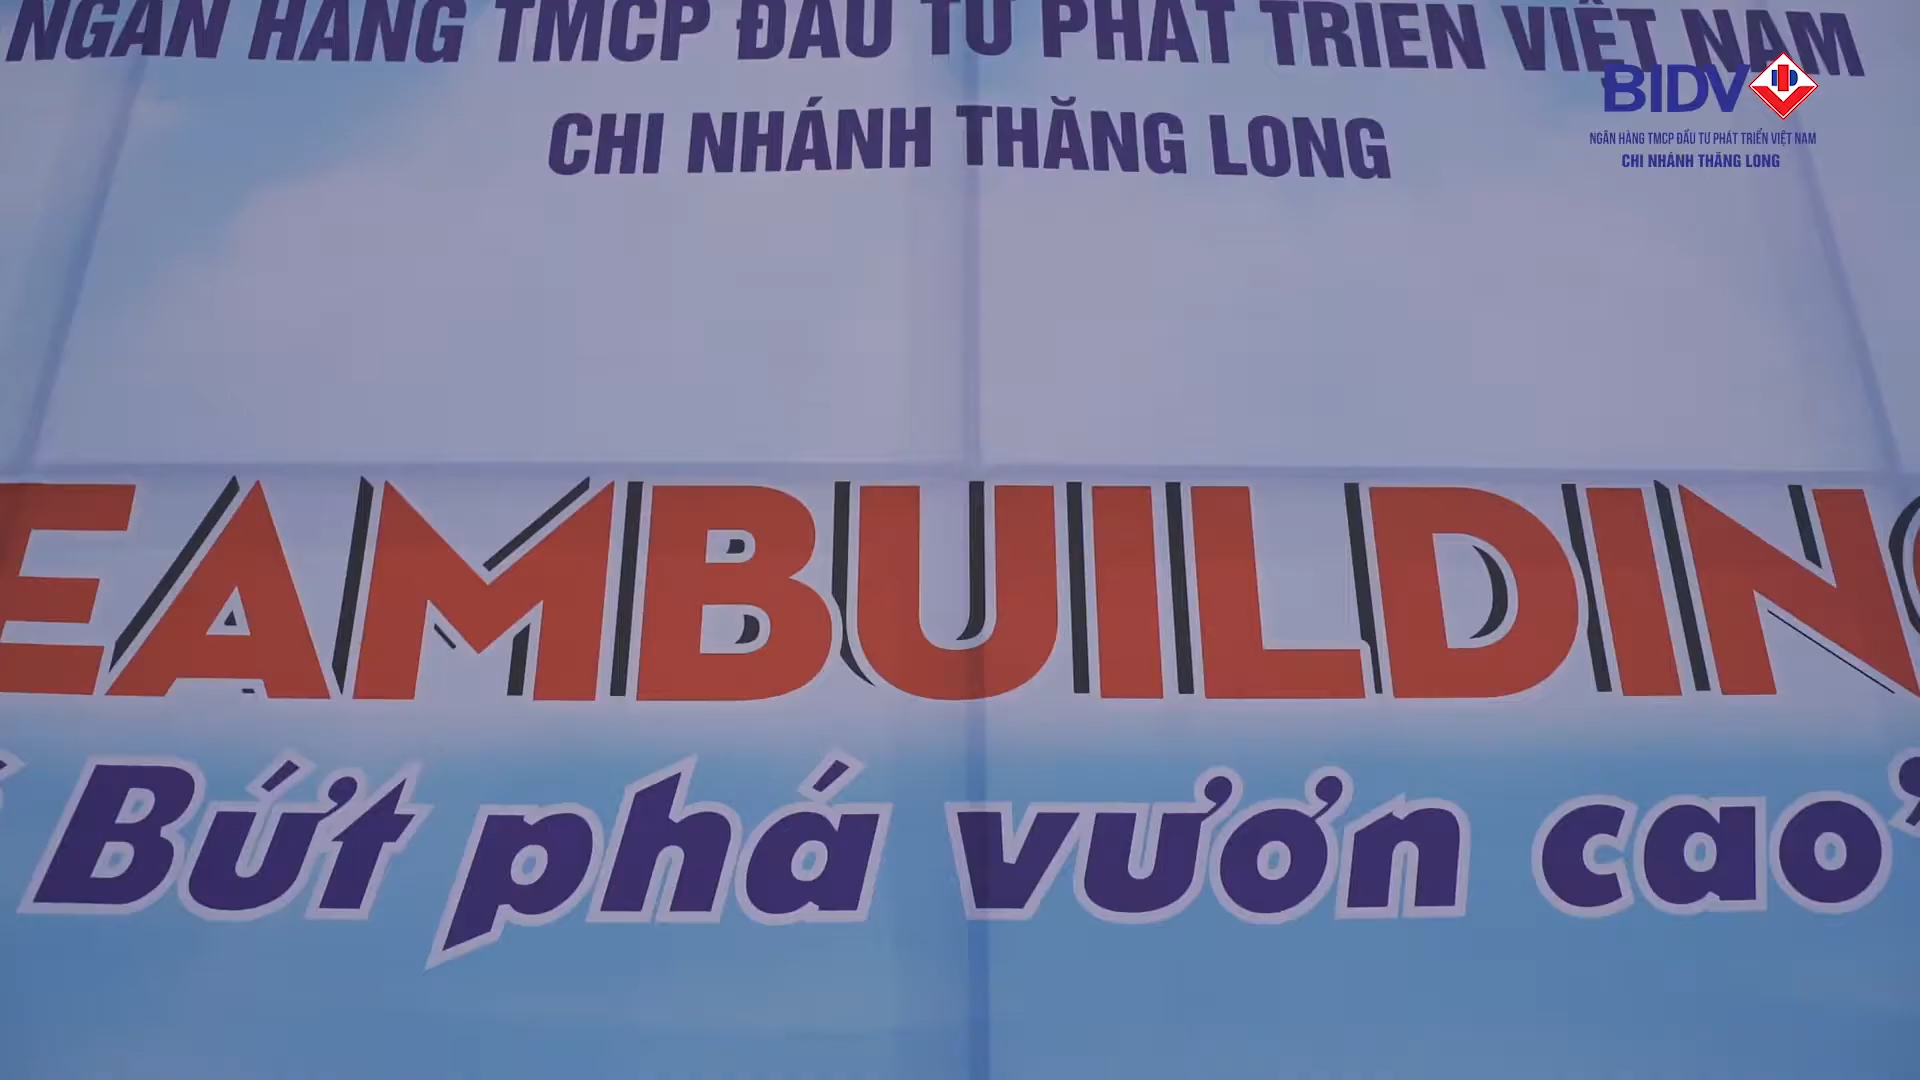 NGÂN HÀNG TMCP ĐẦU TƯ PHÁT TRIỂN VIỆT NAM
CHI NHÁNH THĂNG LONG
BIDV
NGÂN HÀNG TMCP ĐẦU TƯ PHÁT TRIỂN VIỆT NAM
CHI NHÁNH THĂNG LONG
EAMBUILDING
Bứt phá vươn cao"